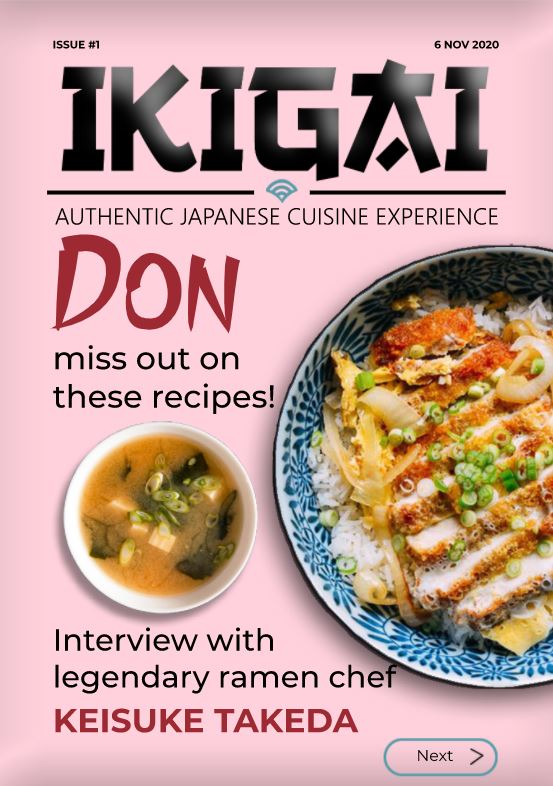 ISSUE #1 6 NOV 2020
IKIGAI
AUTHENTIC JAPANESE CUISINE EXPERIENCE
DON
miss out on
these recipes!
Interview with
legendary ramen chef
KEISUKE TAKEDA
Next >